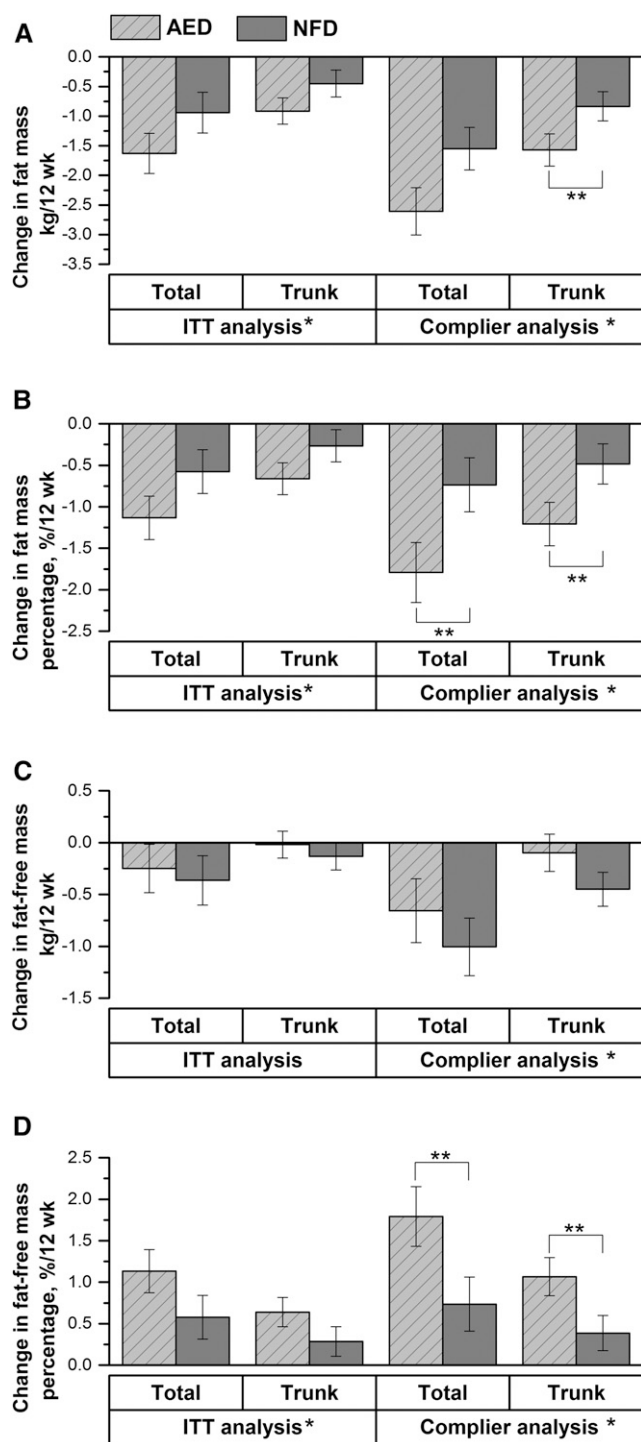 A
AED NFD
Change in fat mass
kg/12 wk
0.0
-0.5
-1.0
-1.5
-2.0
-2.5
-3.0
-3.5
**
Total Trunk Total Trunk
ITT analysis* Complier analysis *
B
Change in fat mass
percentage, %/12 wk
0.0
-0.5
-1.0
-1.5
-2.0
-2.5
**
**
Total Trunk Total Trunk
ITT analysis* Complier analysis *
C
Change in fat-free mass
kg/12 wk
0.5
0.0
-0.5
-1.0
-1.5
Total Trunk Total Trunk
ITT analysis Complier analysis *
D
Change in fat-free mass
percentage, %/12 wk
2.5
2.0
1.5
1.0
0.5
0.0
**
**
Total Trunk Total Trunk
ITT analysis* Complier analysis *